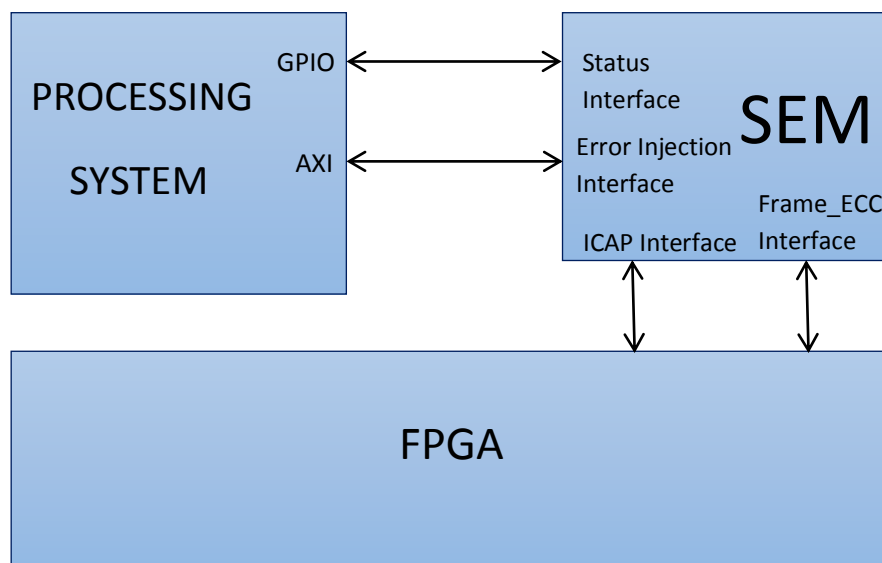 PROCESSING
SYSTEM
GPIO
AXI
Status
Interface
Error Injection
Interface
ICAP Interface
SEM
Frame_ECC
Interface
FPGA